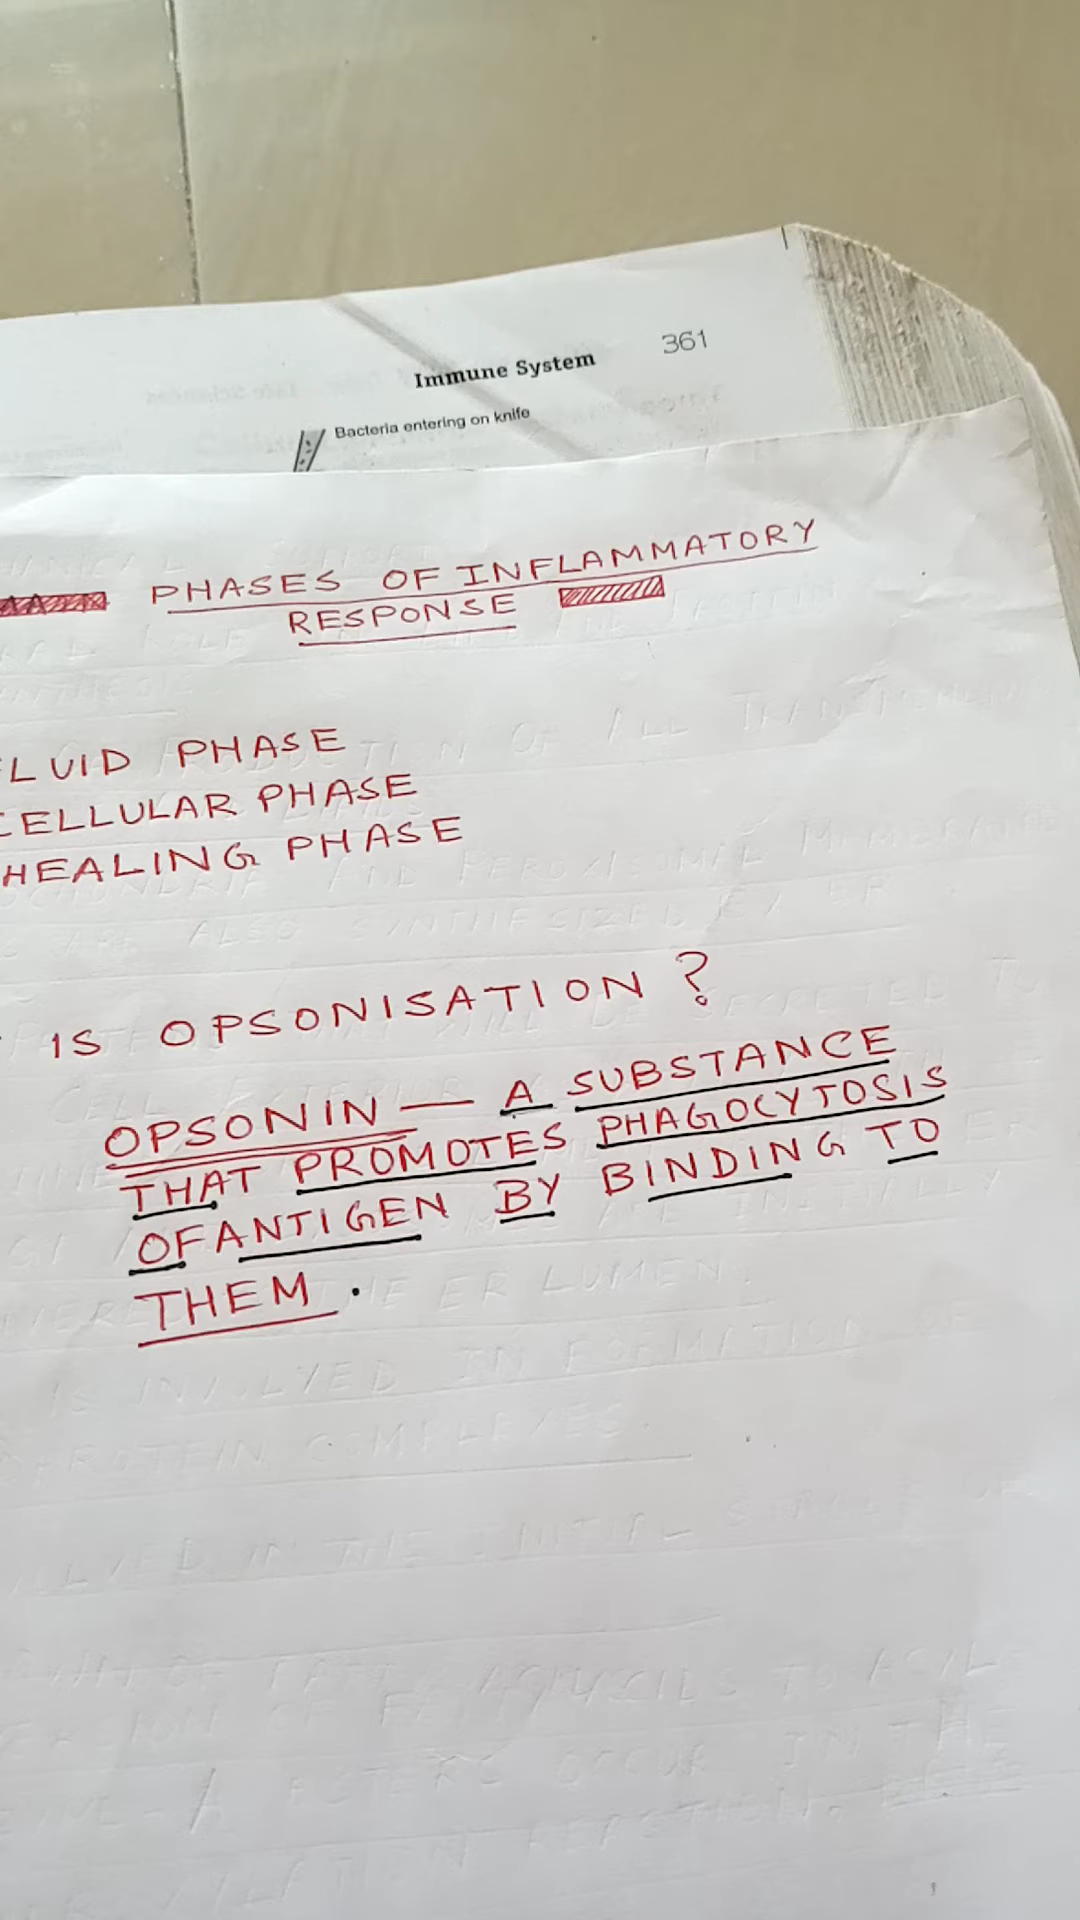 Immune System 361
Bacteria entering on knife
PHASES OF INFLAMMATORY
RESPONSE
LUID PHASE
CELLULAR PHASE
HEALING PHASE
IS OPSONISATION ?
OPSONIN — A SUBSTANCE
THAT PROMOTES PHAGOCYTOSIS
OF ANTIGEN BY BINDING TO
THEM .